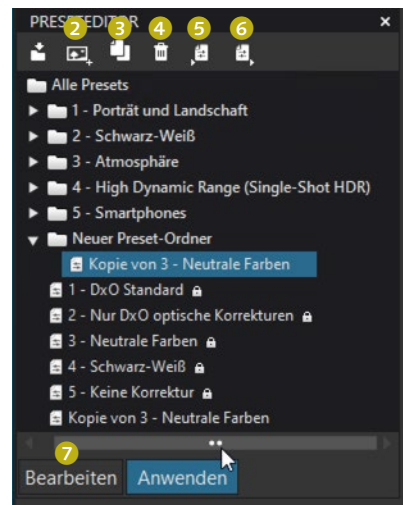 PRESETEDITOR
2 3 4 5 6
Alle Presets
1 - Porträt und Landschaft
2 - Schwarz-Weiß
3 - Atmosphäre
4 - High Dynamic Range (Single-Shot HDR)
5 - Smartphones
Neuer Preset-Ordner
Kopie von 3 - Neutrale Farben
1 - DxO Standard
2 - Nur DxO optische Korrekturen
3 - Neutrale Farben
4 - Schwarz-Weiß
5 - Keine Korrektur
Kopie von 3 - Neutrale Farben
7
Bearbeiten Anwenden